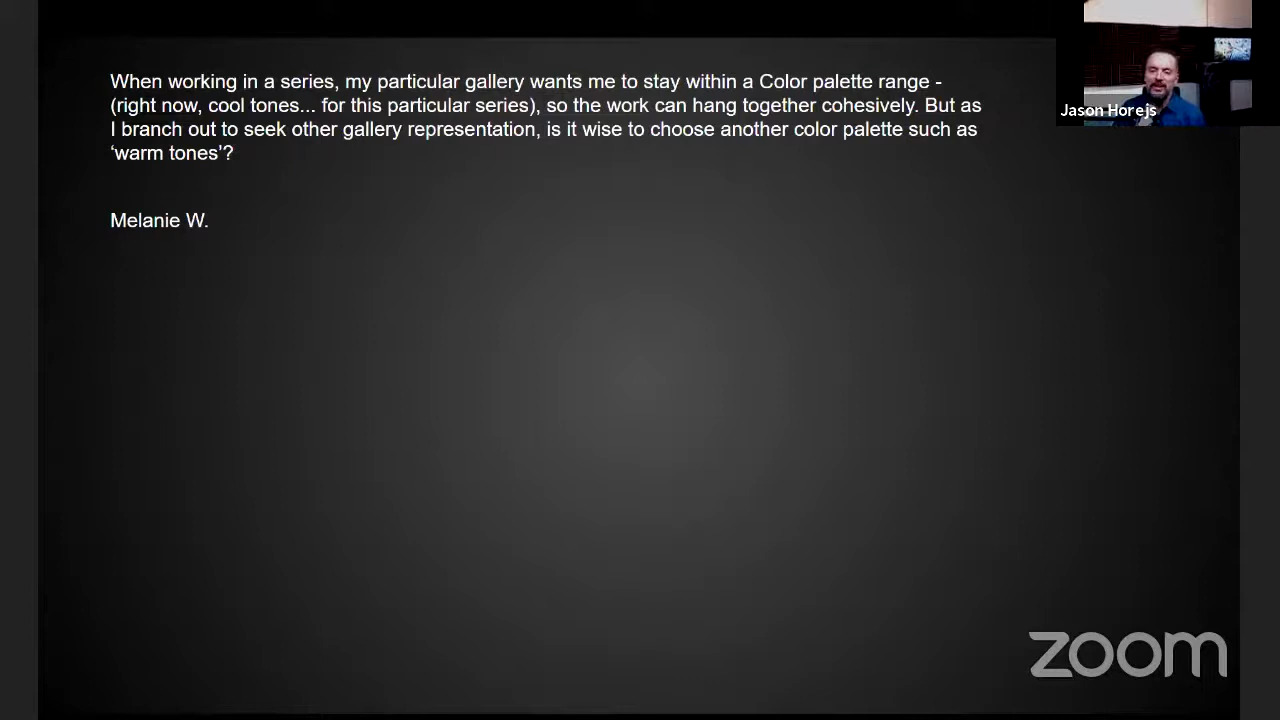 When working in a series, my particular gallery wants me to stay within a Color palette range -
(right now, cool tones... for this particular series), so the work can hang together cohesively. But as
I branch out to seek other gallery representation, is it wise to choose another color palette such as
‘warm tones’?
Melanie W.
Jason Horejs
zoom